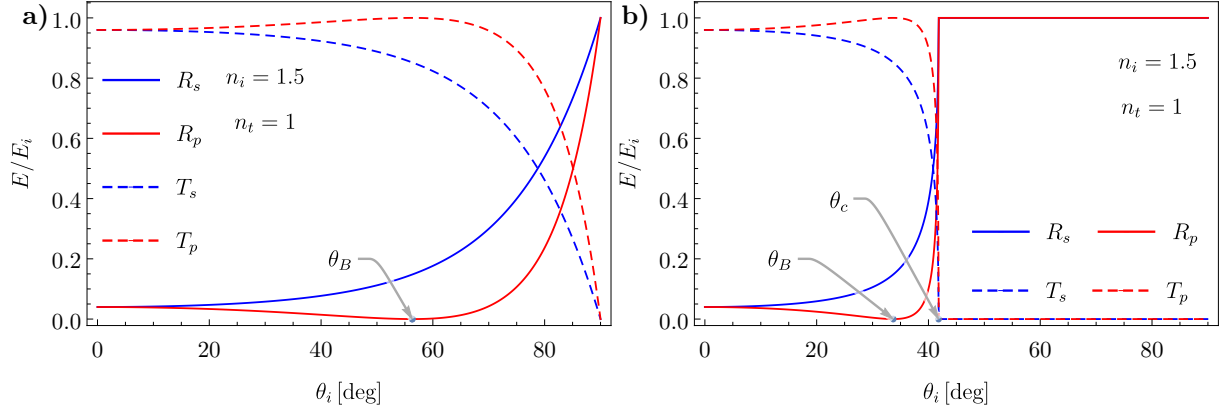 a)
E/E_i
1.0
0.8
0.6
0.4
0.2
0.0
R_s
R_p
T_s
T_p
n_i = 1.5
n_t = 1
θ_B
0 20 40 60 80
θ_i [deg]
b)
E/E_i
1.0
0.8
0.6
0.4
0.2
0.0
n_i = 1.5
n_t = 1
θ_c
θ_B
R_s R_p
T_s T_p
0 20 40 60 80
θ_i [deg]